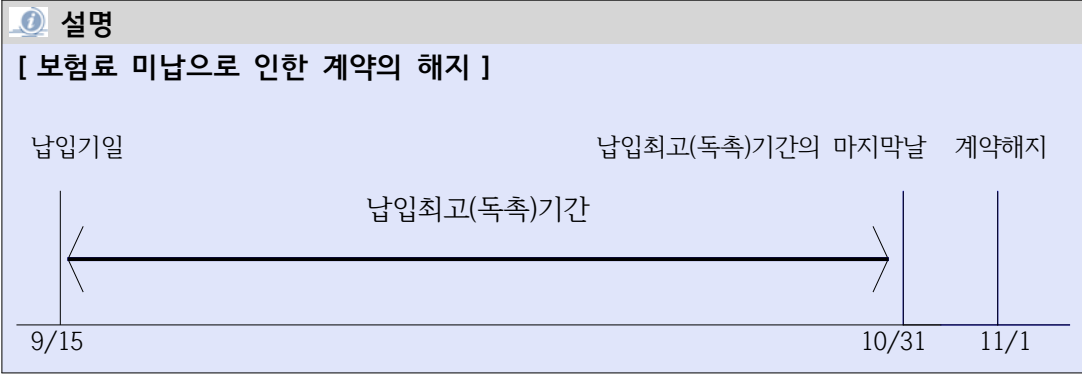 설명
[ 보험료 미납으로 인한 계약의 해지 ]
납입기일 납입최고(독촉)기간의 마지막날 계약해지
납입최고(독촉)기간
9/15 10/31 11/1